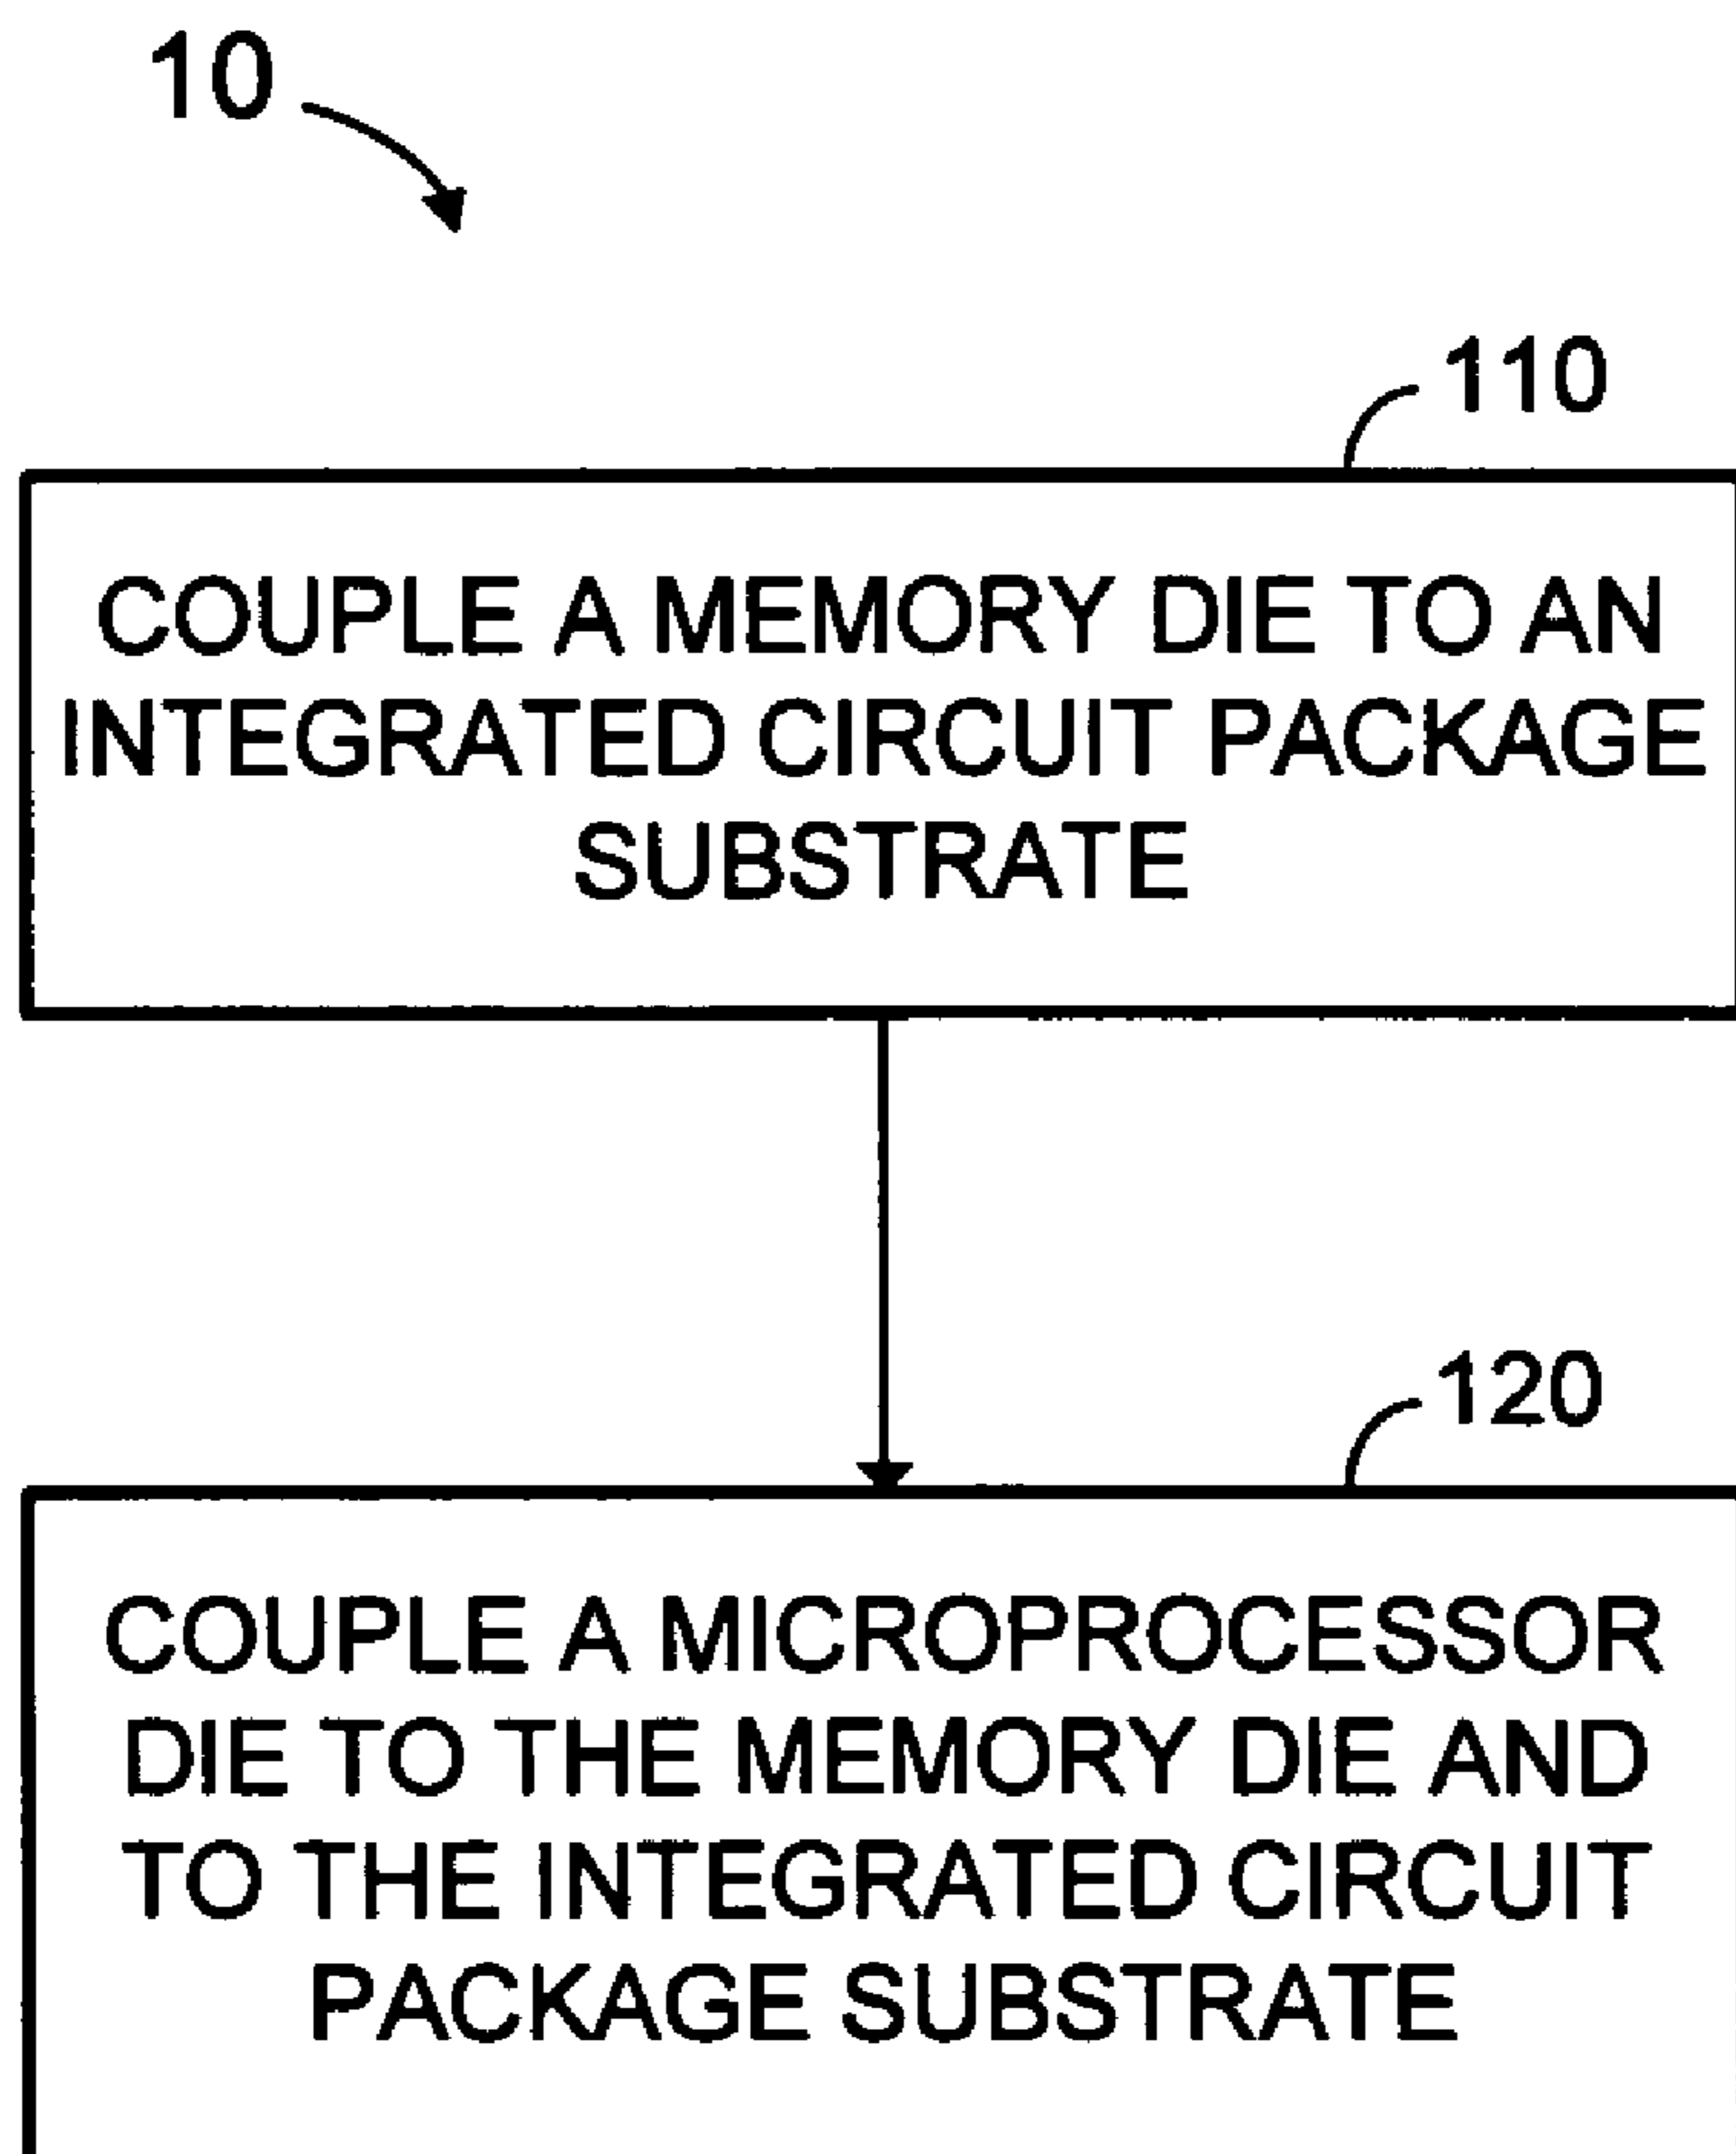 10
110
COUPLE A MEMORY DIE TO AN
INTEGRATED CIRCUIT PACKAGE
SUBSTRATE
120
COUPLE A MICROPROCESSOR
DIE TO THE MEMORY DIE AND
TO THE INTEGRATED CIRCUIT
PACKAGE SUBSTRATE